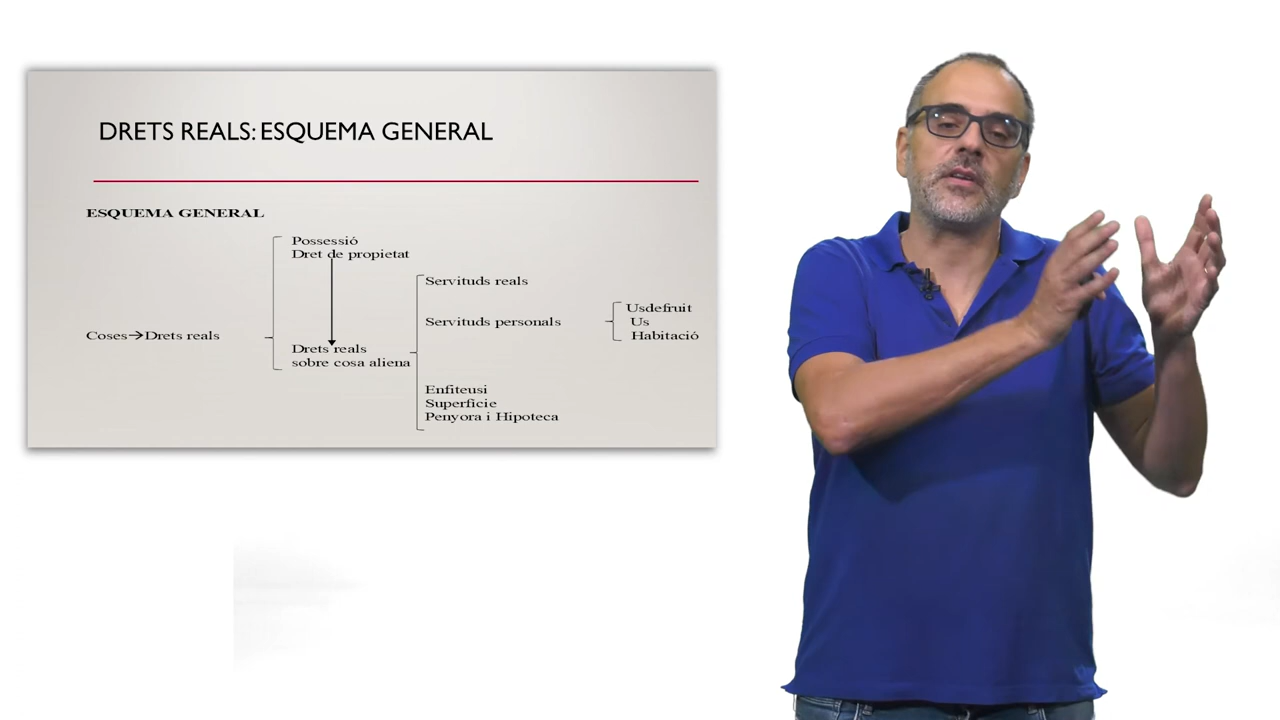 DRETS REALS: ESQUEMA GENERAL
ESQUEMA GENERAL
Possessió
Dret de propietat
Servituds reals
Usdefruit
Servituds personals
Us
Coses→Drets reals
Habitació
Drets reals
sobre cosa aliena
Enfiteusi
Superficie
Penyora i Hipoteca